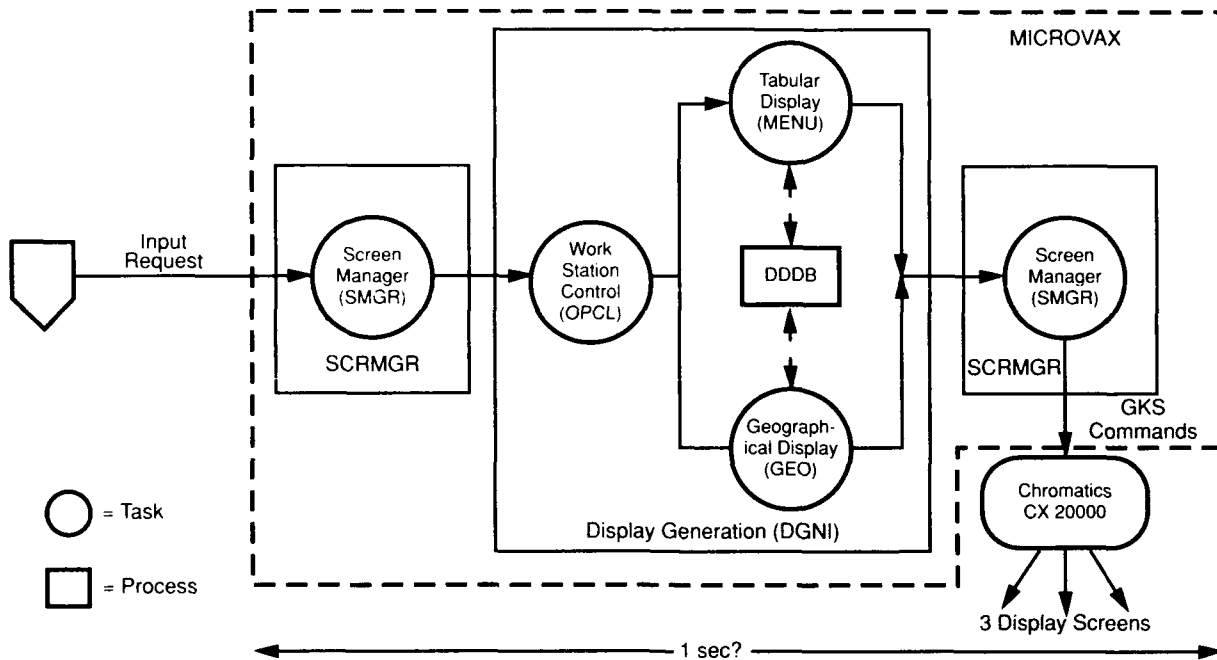 MICROVAX
Tabular
Display
(MENU)
Input
Request
Screen
Manager
(SMGR)
SCRMGR
Work
Station
Control
(OPCL)
DDDB
Geograph-
ical Display
(GEO)
Display Generation (DGNI)
Screen
Manager
(SMGR)
SCRMGR
GKS
Commands
Chromatics
CX 20000
3 Display Screens
= Task
= Process
1 sec?